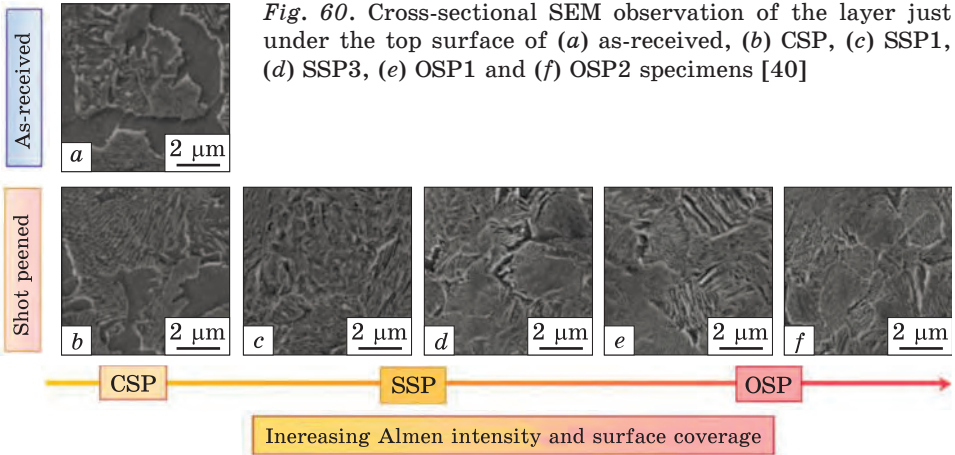 Fig. 60. Cross-sectional SEM observation of the layer just
under the top surface of (a) as-received, (b) CSP, (c) SSP1,
(d) SSP3, (e) OSP1 and (f) OSP2 specimens [40]
As-received
a
2 μm
Shot peened
b
2 μm
c
2 μm
d
2 μm
e
2 μm
f
2 μm
CSP
SSP
OSP
Inereasing Almen intensity and surface coverage